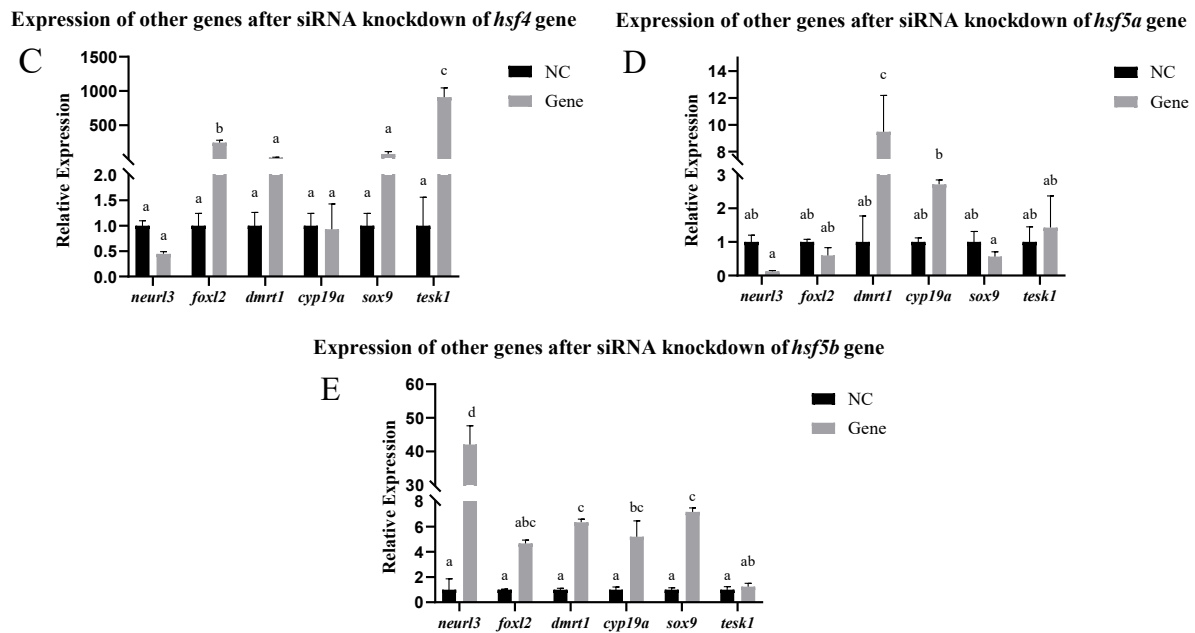 Expression of other genes after siRNA knockdown of hsf4 gene
C
NC
Gene
Relative Expression
1500
1000
500
2.0
1.5
1.0
0.5
0.0
a
a
b
a
a
a
a
a
a
a
c
neurl3 foxl2 dmrt1 cyp19a sox9 tesk1
Expression of other genes after siRNA knockdown of hsf5a gene
D
NC
Gene
Relative Expression
14
12
10
8
3
2
1
0
ab
a
ab
ab
ab
c
ab
b
ab
a
ab
ab
neurl3 foxl2 dmrt1 cyp19a sox9 tesk1
Expression of other genes after siRNA knockdown of hsf5b gene
E
NC
Gene
Relative Expression
60
50
40
30
8
6
4
2
0
a
d
a
abc
a
c
a
bc
a
c
a
ab
neurl3 foxl2 dmrt1 cyp19a sox9 tesk1